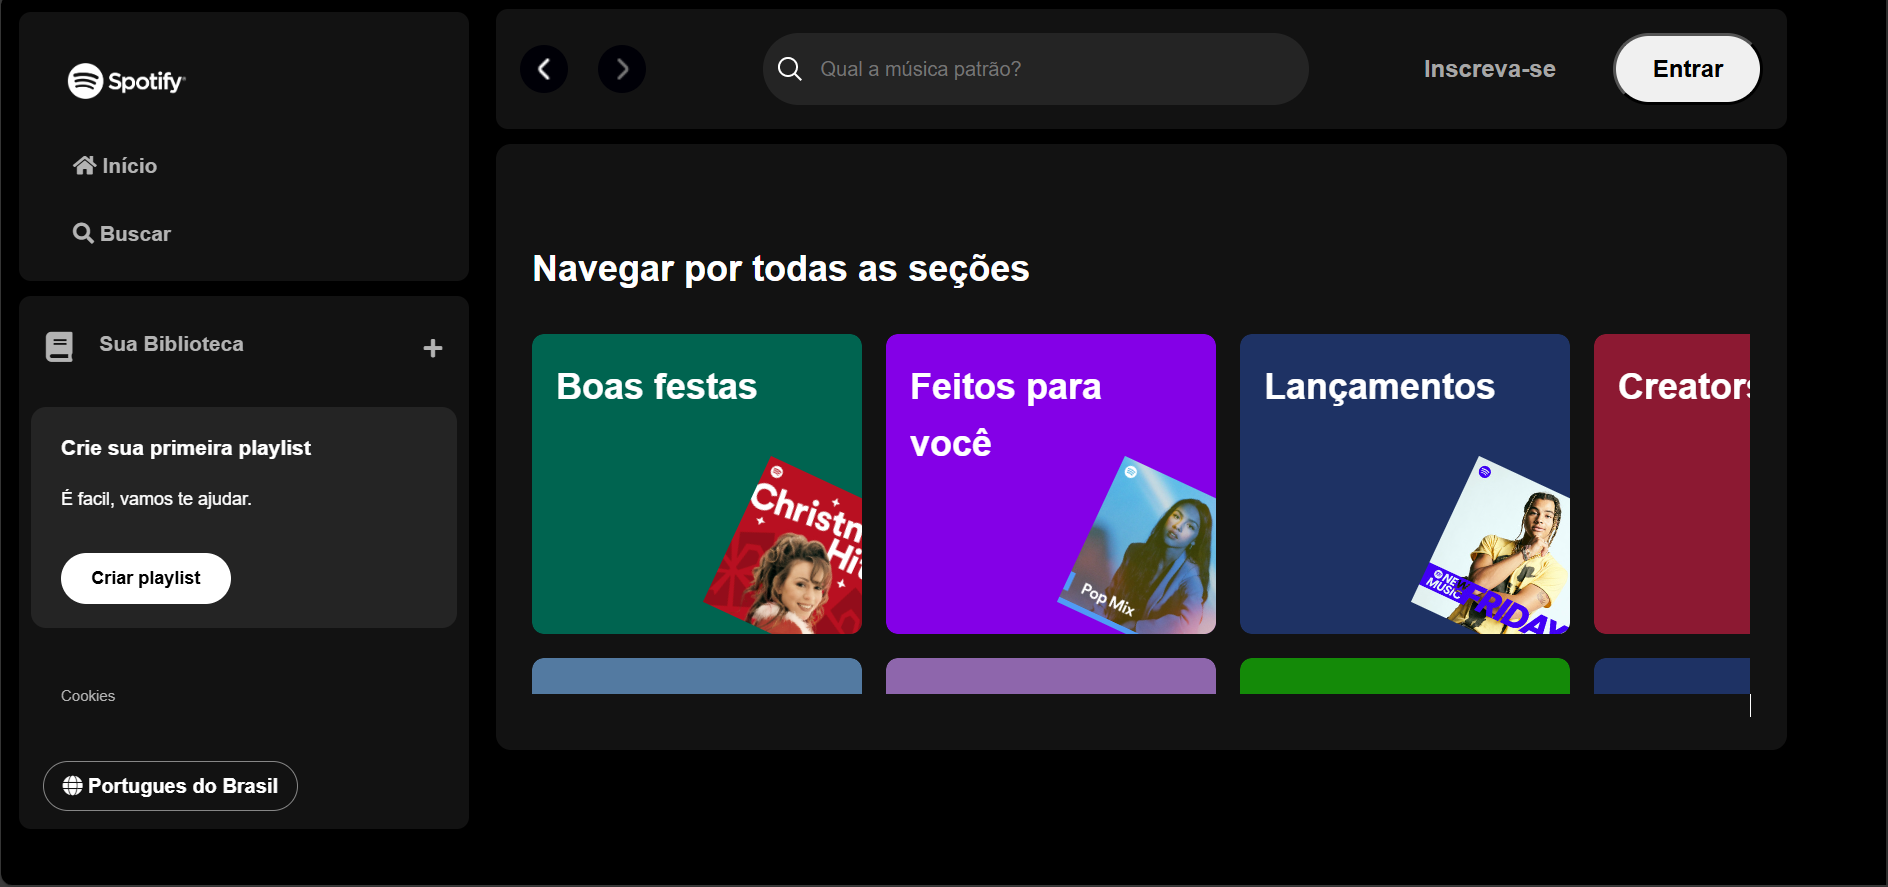 Spotify
Início
Buscar
Sua Biblioteca
Crie sua primeira playlist
É facil, vamos te ajudar.
Criar playlist
Cookies
Portugues do Brasil
Qual a música patrão?
Inscreva-se
Entrar
Navegar por todas as seções
Boas festas
Feitos para
você
Lançamentos
Creators
Pop Mix
NEW
MUSIC
FRIDAY